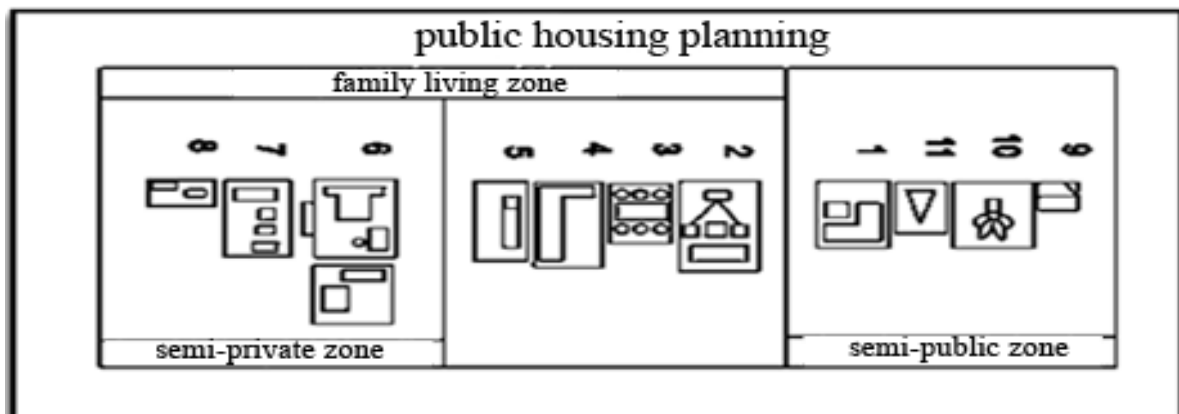 public housing planning
family living zone
8 7 6 5 4 3 2 1 11 10 9
semi-private zone
semi-public zone